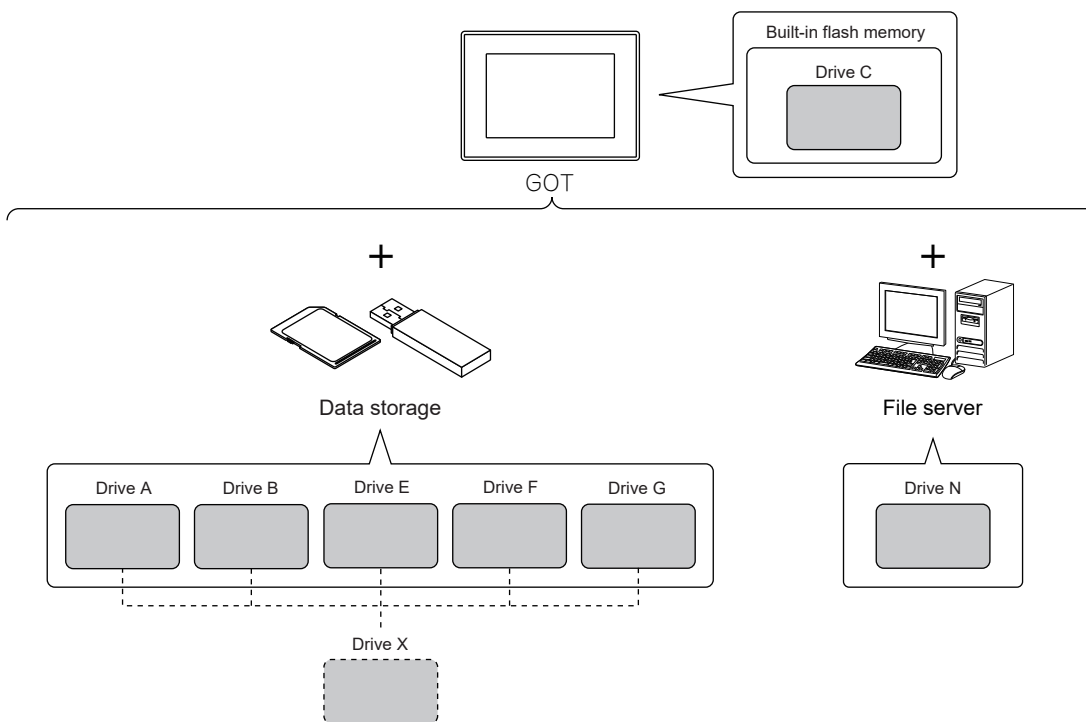 Built-in flash memory
Drive C
GOT
+
+
Data storage
File server
Drive A
Drive B
Drive E
Drive F
Drive G
Drive N
Drive X